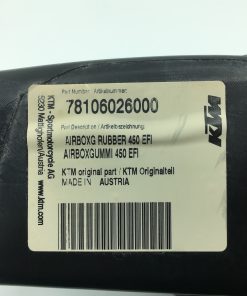 Part Number / Artikelnummer:
78106026000
Part Denotation / Artikelbezeichnung:
AIRBOXG RUBBER 450 EFI
AIRBOXGUMMI 450 EFI
KTM original part / KTM Originalteil
MADE IN AUSTRIA
KTM - Sportmotorcycle AG
5230 Mattighofen/Austria
www.ktm.com
KTM